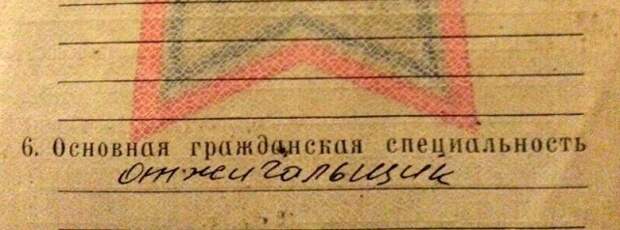 6. Основная гражданская специальность
отжигальщик